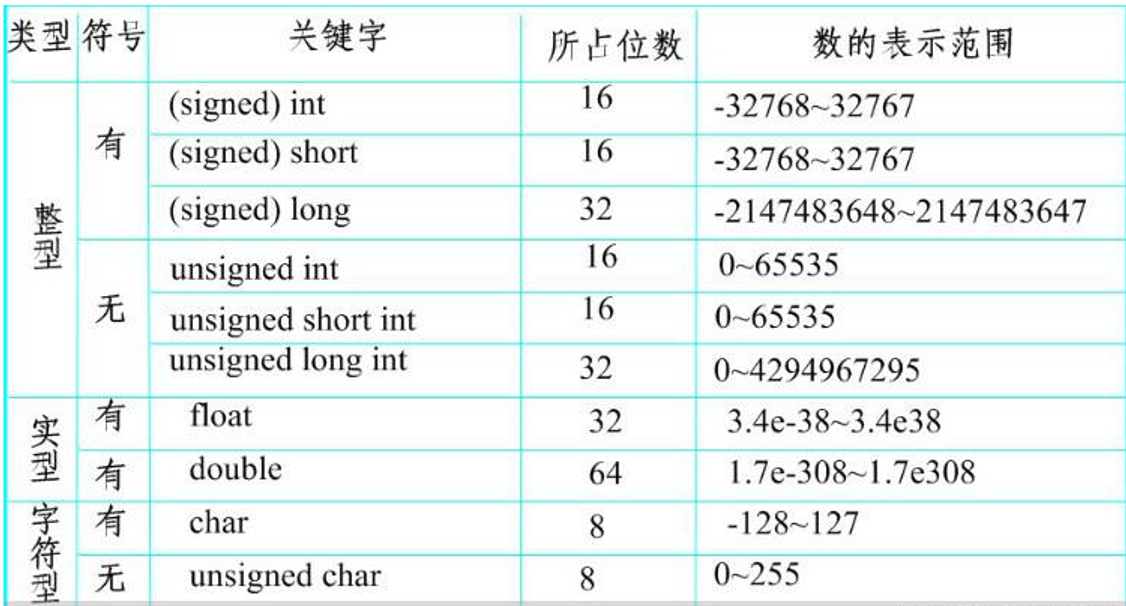 类型 符号 关键字 所占位数 数的表示范围
整型 有 (signed) int 16 -32768~32767
(signed) short 16 -32768~32767
(signed) long 32 -2147483648~2147483647
无 unsigned int 16 0~65535
unsigned short int 16 0~65535
unsigned long int 32 0~4294967295
实型 有 float 32 3.4e-38~3.4e38
有 double 64 1.7e-308~1.7e308
字符型 有 char 8 -128~127
无 unsigned char 8 0~255